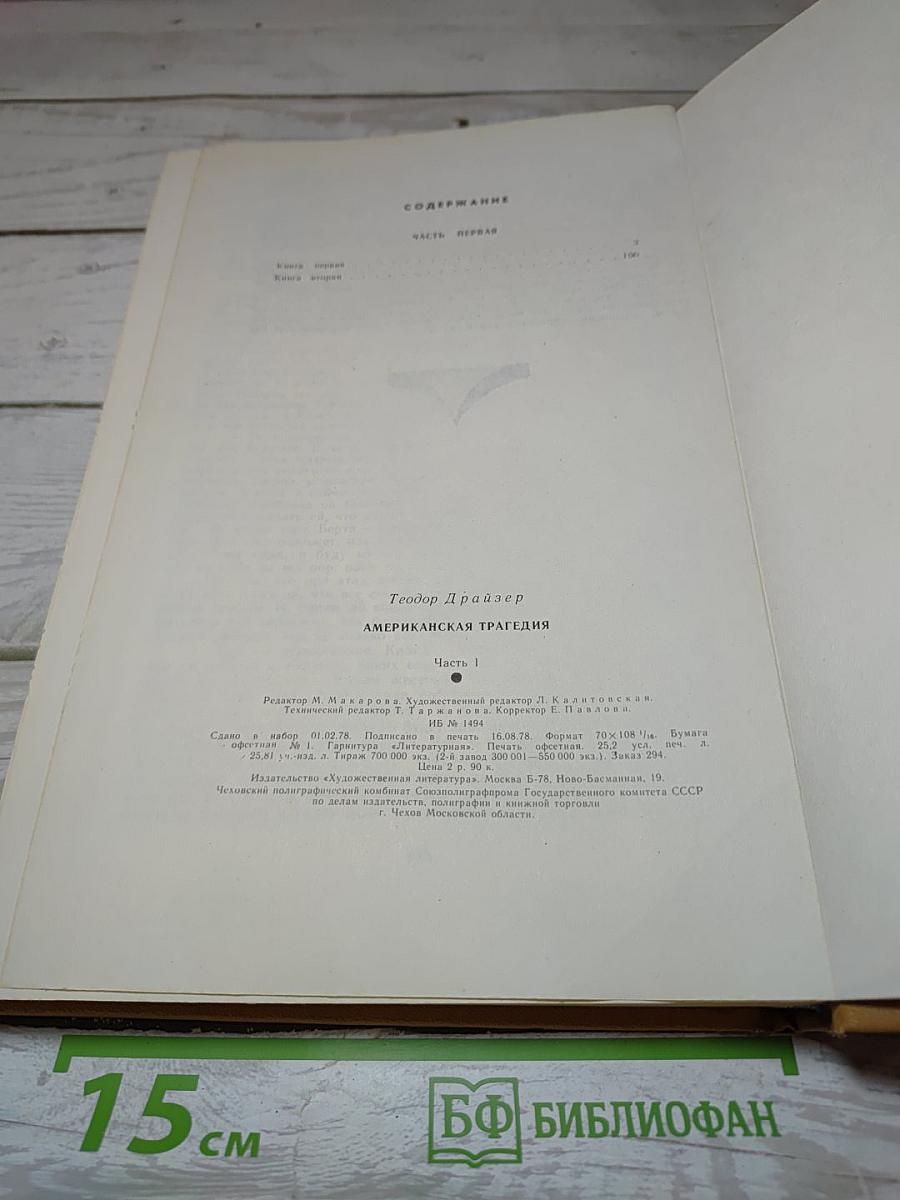 СОДЕРЖАНИЕ
ЧАСТЬ ПЕРВАЯ
Книга первая . . . 3
Книга вторая . . . 160
Теодор Драйзер
АМЕРИКАНСКАЯ ТРАГЕДИЯ
Часть 1
Редактор М. Макарова. Художественный редактор Л. Калитовская.
Технический редактор Т. Таржанова. Корректор Е. Павлова.
ИБ № 1494
Сдано в набор 01.02.78. Подписано в печать 16.08.78. Формат 70×108 1/16. Бумага
офсетная № 1. Гарнитура «Литературная». Печать офсетная. 25,2 усл. печ. л.
25,81 уч.-изд. л. Тираж 700 000 экз. (2-й завод 300 001—550 000 экз.). Заказ 294.
Цена 2 р. 90 к.
Издательство «Художественная литература». Москва Б-78, Ново-Басманная, 19.
Чеховский полиграфический комбинат Союзполиграфпрома Государственного комитета СССР
по делам издательств, полиграфии и книжной торговли
г. Чехов Московской области.
15 см
БФ БИБЛИОФАН